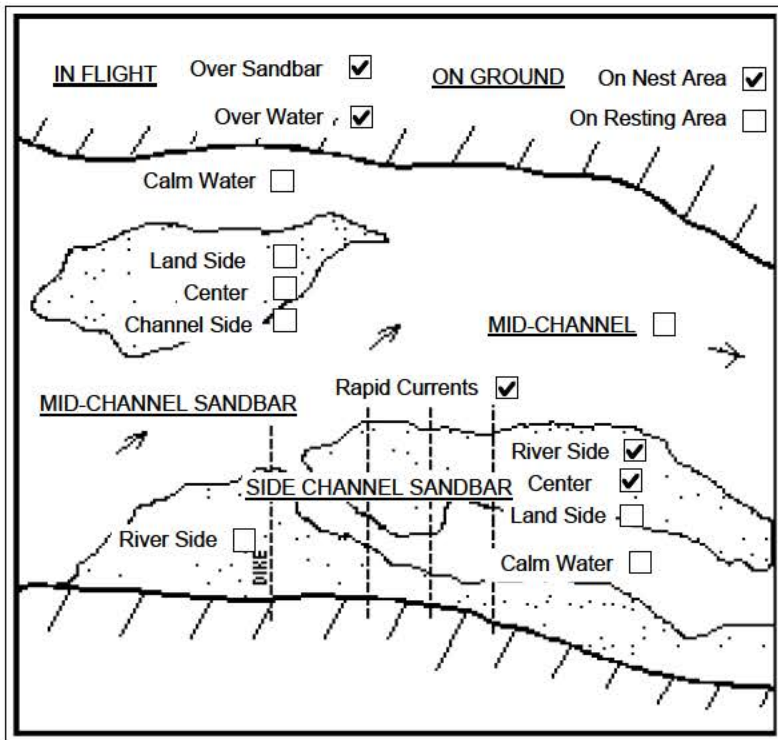 IN FLIGHT Over Sandbar ON GROUND On Nest Area
Over Water On Resting Area
Calm Water
Land Side
Center
Channel Side MID-CHANNEL
Rapid Currents
MID-CHANNEL SANDBAR
River Side
SIDE CHANNEL SANDBAR Center
Land Side
River Side
DIKE
Calm Water